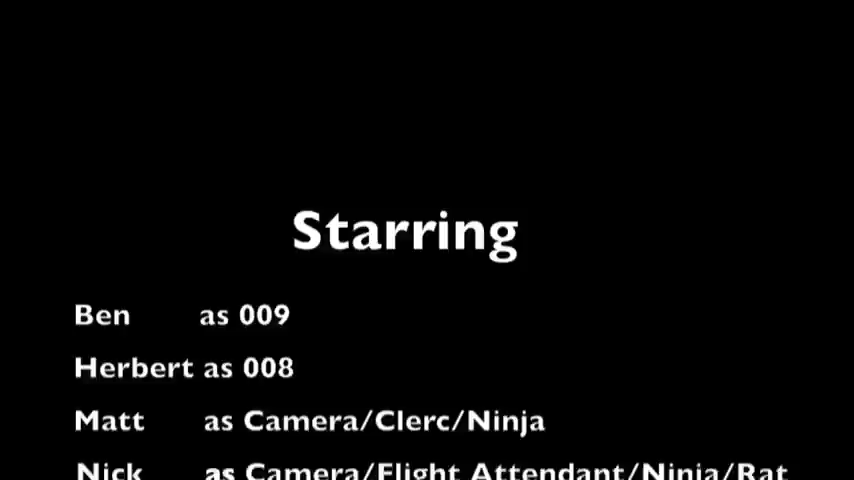 Starring
Ben as 009
Herbert as 008
Matt as Camera/Clerc/Ninja
Nick as Camera/Flight Attendant/Ninja/Rat